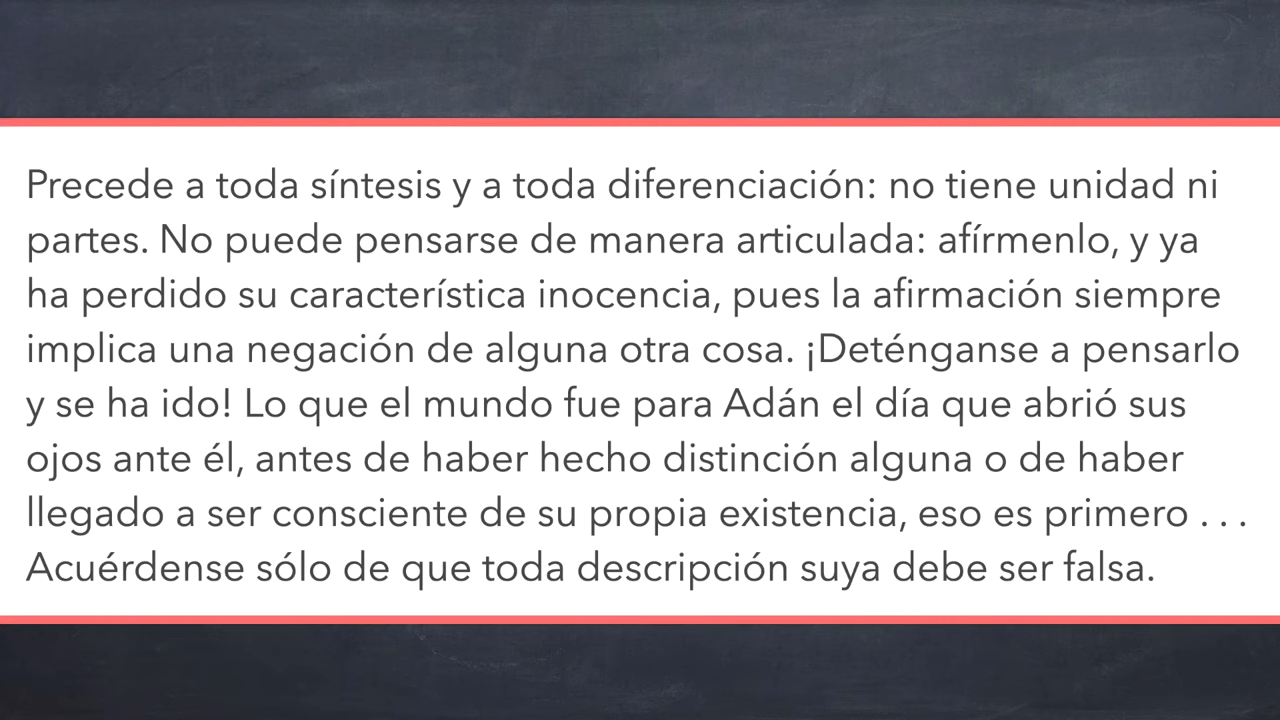 Precede a toda síntesis y a toda diferenciación: no tiene unidad ni
partes. No puede pensarse de manera articulada: afírmenlo, y ya
ha perdido su característica inocencia, pues la afirmación siempre
implica una negación de alguna otra cosa. ¡Deténganse a pensarlo
y se ha ido! Lo que el mundo fue para Adán el día que abrió sus
ojos ante él, antes de haber hecho distinción alguna o de haber
llegado a ser consciente de su propia existencia, eso es primero . . .
Acuérdense sólo de que toda descripción suya debe ser falsa.